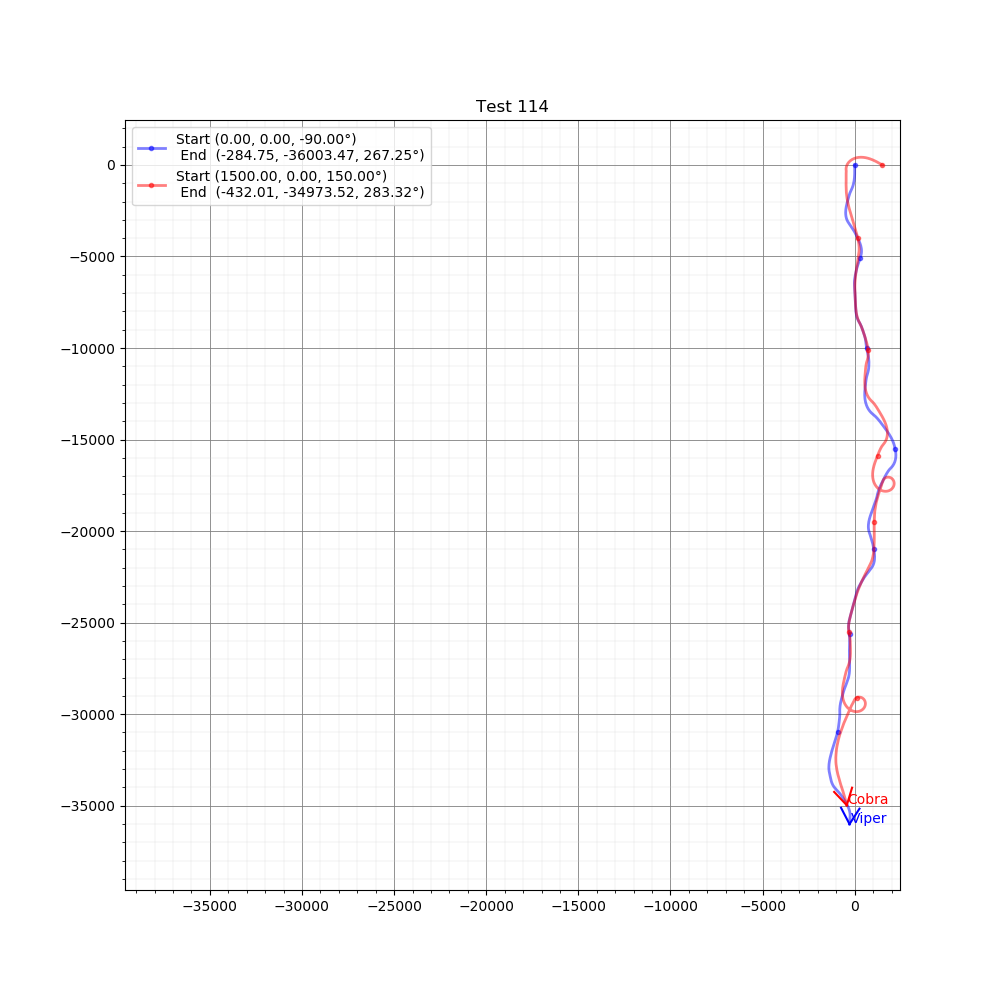 Test 114
Start (0.00, 0.00, -90.00°)
End (-284.75, -36003.47, 267.25°)
Start (1500.00, 0.00, 150.00°)
End (-432.01, -34973.52, 283.32°)
0
−5000
−10000
−15000
−20000
−25000
−30000
−35000
Cobra
Viper
−35000 −30000 −25000 −20000 −15000 −10000 −5000 0